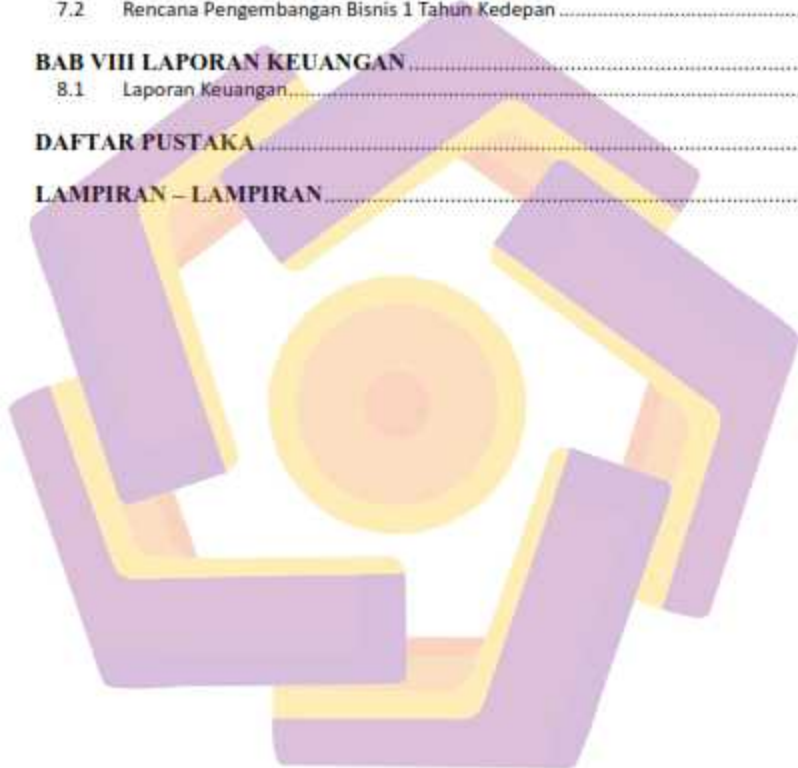 7.2 Rencana Pengembangan Bisnis 1 Tahun Kedepan ........................................
BAB VIII LAPORAN KEUANGAN ................................................................
8.1 Laporan Keuangan................................................................................
DAFTAR PUSTAKA ....................................................................................
LAMPIRAN – LAMPIRAN..........................................................................